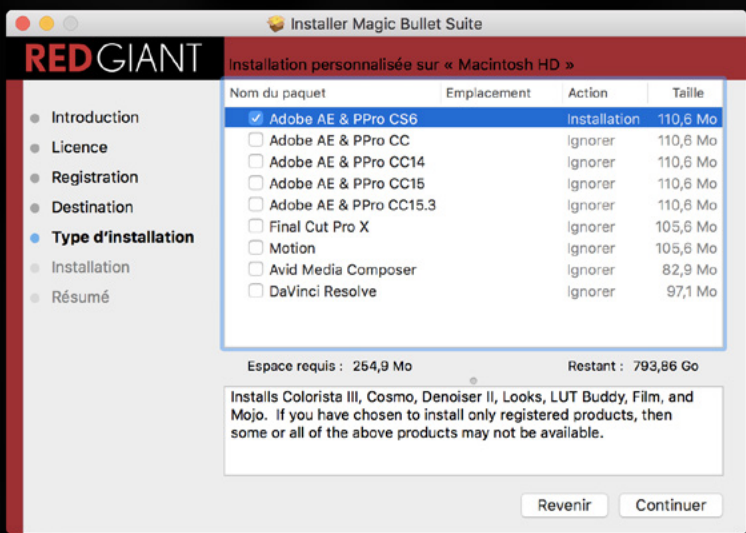 Installer Magic Bullet Suite
REDGIANT
Installation personnalisée sur « Macintosh HD »
Introduction
Licence
Registration
Destination
Type d'installation
Installation
Résumé
Nom du paquet Emplacement Action Taille
Adobe AE & PPro CS6 Installation 110,6 Mo
Adobe AE & PPro CC Ignorer 110,6 Mo
Adobe AE & PPro CC14 Ignorer 110,6 Mo
Adobe AE & PPro CC15 Ignorer 110,6 Mo
Adobe AE & PPro CC15.3 Ignorer 110,6 Mo
Final Cut Pro X Ignorer 105,6 Mo
Motion Ignorer 105,6 Mo
Avid Media Composer Ignorer 82,9 Mo
DaVinci Resolve Ignorer 97,1 Mo
Espace requis : 254,9 Mo Restant : 793,86 Go
Installs Colorista III, Cosmo, Denoiser II, Looks, LUT Buddy, Film, and
Mojo. If you have chosen to install only registered products, then
some or all of the above products may not be available.
Revenir Continuer